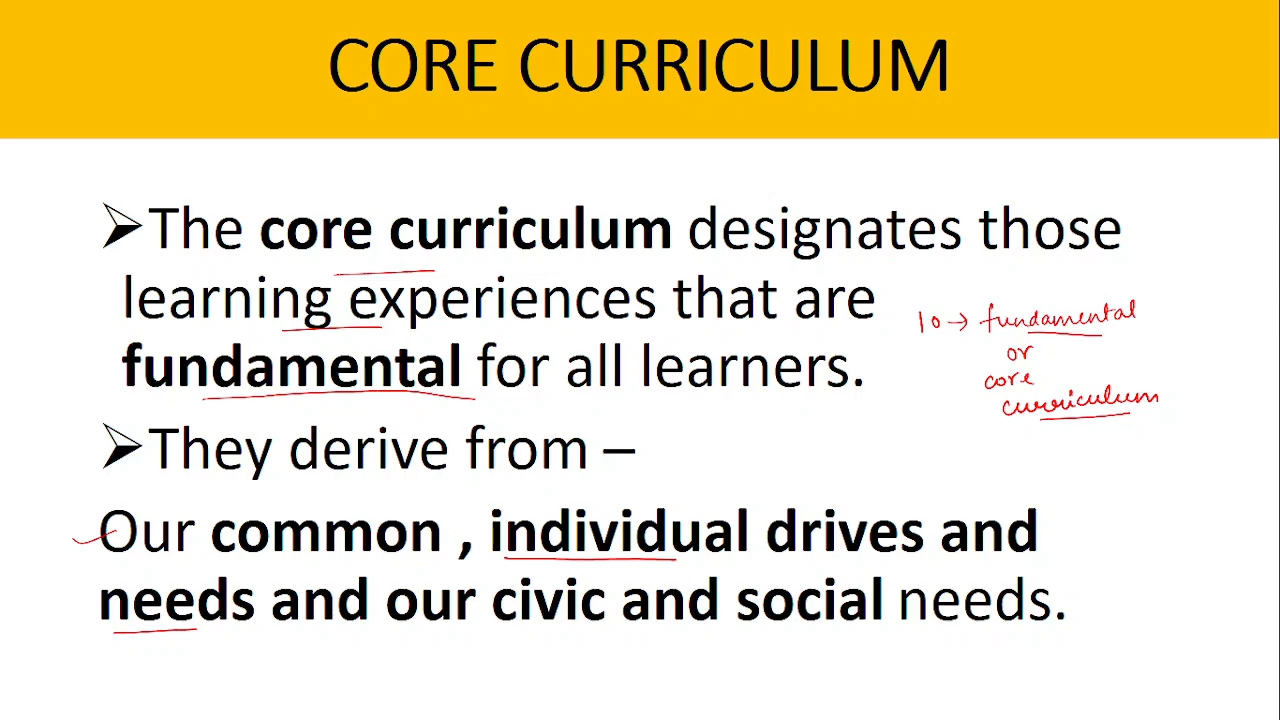 CORE CURRICULUM
➢The core curriculum designates those
learning experiences that are
fundamental for all learners.
10 → fundamental
or
core
curriculum
➢They derive from –
Our common , individual drives and
needs and our civic and social needs.